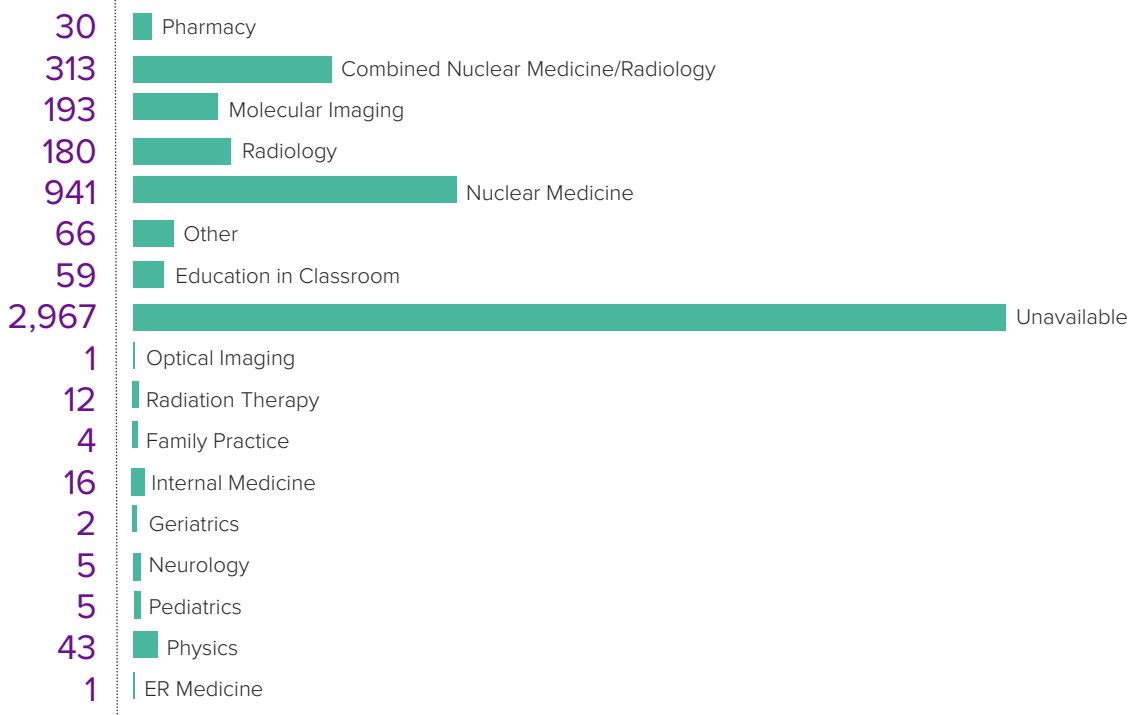 30 Pharmacy
313 Combined Nuclear Medicine/Radiology
193 Molecular Imaging
180 Radiology
941 Nuclear Medicine
66 Other
59 Education in Classroom
2,967 Unavailable
1 Optical Imaging
12 Radiation Therapy
4 Family Practice
16 Internal Medicine
2 Geriatrics
5 Neurology
5 Pediatrics
43 Physics
1 ER Medicine